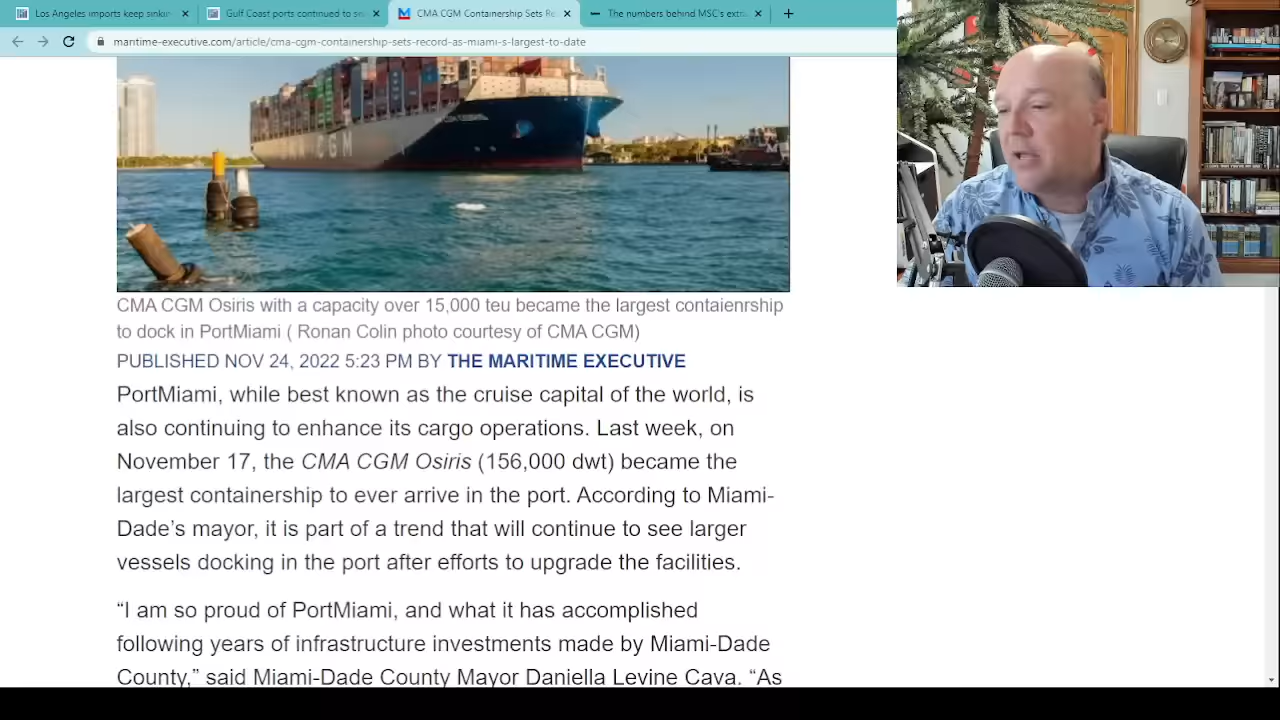 Los Angeles imports keep sinkin
Gulf Coast ports continued to se
CMA CGM Containership Sets Re
The numbers behind MSC's extra
maritime-executive.com/article/cma-cgm-containership-sets-record-as-miami-s-largest-to-date
CGM
CMA CGM Osiris with a capacity over 15,000 teu became the largest contaienrship
to dock in PortMiami ( Ronan Colin photo courtesy of CMA CGM)
PUBLISHED NOV 24, 2022 5:23 PM BY THE MARITIME EXECUTIVE
PortMiami, while best known as the cruise capital of the world, is
also continuing to enhance its cargo operations. Last week, on
November 17, the CMA CGM Osiris (156,000 dwt) became the
largest containership to ever arrive in the port. According to Miami-
Dade’s mayor, it is part of a trend that will continue to see larger
vessels docking in the port after efforts to upgrade the facilities.
“I am so proud of PortMiami, and what it has accomplished
following years of infrastructure investments made by Miami-Dade
County,” said Miami-Dade County Mayor Daniella Levine Cava. “As